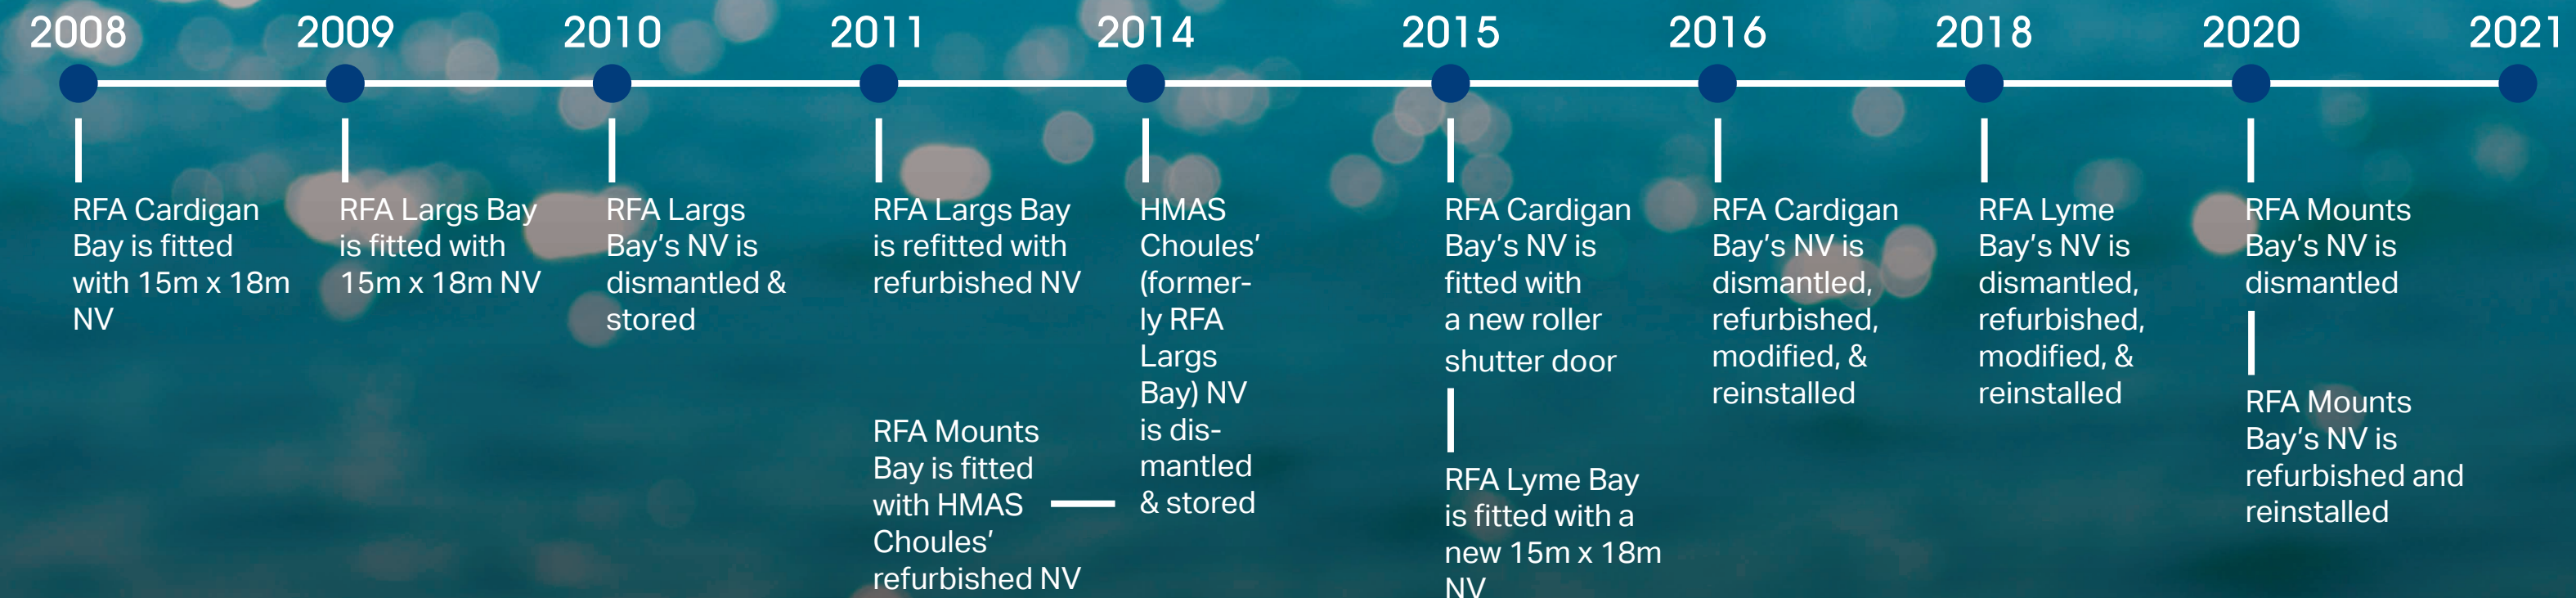 2008
2009
2010
2011
2014
2015
2016
2018
2020
2021
RFA Cardigan
Bay is fitted
with 15m x 18m
NV
RFA Largs Bay
is fitted with
15m x 18m NV
RFA Largs
Bay’s NV is
dismantled &
stored
RFA Largs Bay
is refitted with
refurbished NV
HMAS
Choules’
(former-
ly RFA
Largs
Bay) NV
is dis-
mantled
& stored
RFA Mounts
Bay is fitted
with HMAS
Choules’
refurbished NV
RFA Cardigan
Bay’s NV is
fitted with
a new roller
shutter door
RFA Lyme Bay
is fitted with a
new 15m x 18m
NV
RFA Cardigan
Bay’s NV is
dismantled,
refurbished,
modified, &
reinstalled
RFA Lyme
Bay’s NV is
dismantled,
refurbished,
modified, &
reinstalled
RFA Mounts
Bay’s NV is
dismantled
RFA Mounts
Bay’s NV is
refurbished and
reinstalled